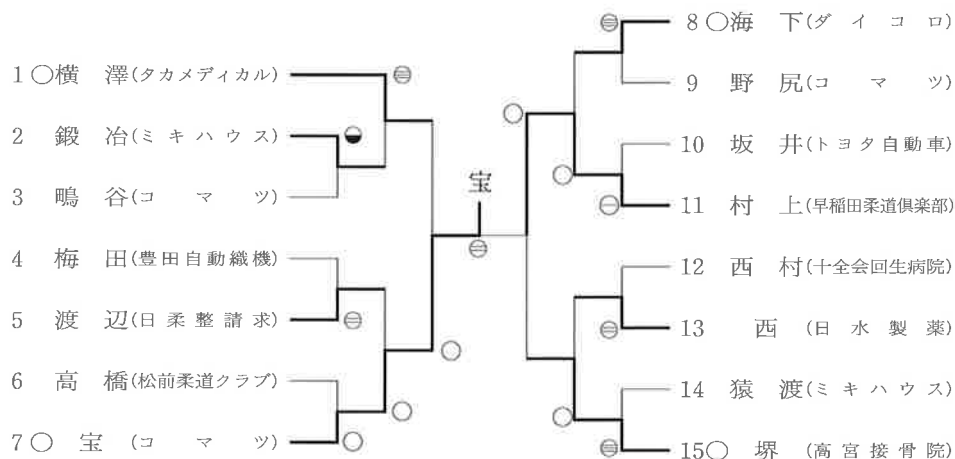 1○横 澤(タカメディカル)
2 鍛 冶(ミキハウス)
3 鴫 谷(コ マ ツ)
4 梅 田(豊田自動織機)
5 渡 辺(日柔整請求)
6 高 橋(松前柔道クラブ)
7○ 宝 (コ マ ツ)
宝
8○海 下(ダ イ コ ロ)
9 野 尻(コ マ ツ)
10 坂 井(トヨタ自動車)
11 村 上(早稲田柔道倶楽部)
12 西 村(十全会回生病院)
13 西 (日 水 製 薬)
14 猿 渡(ミキハウス)
15○ 堺 (高宮接骨院)